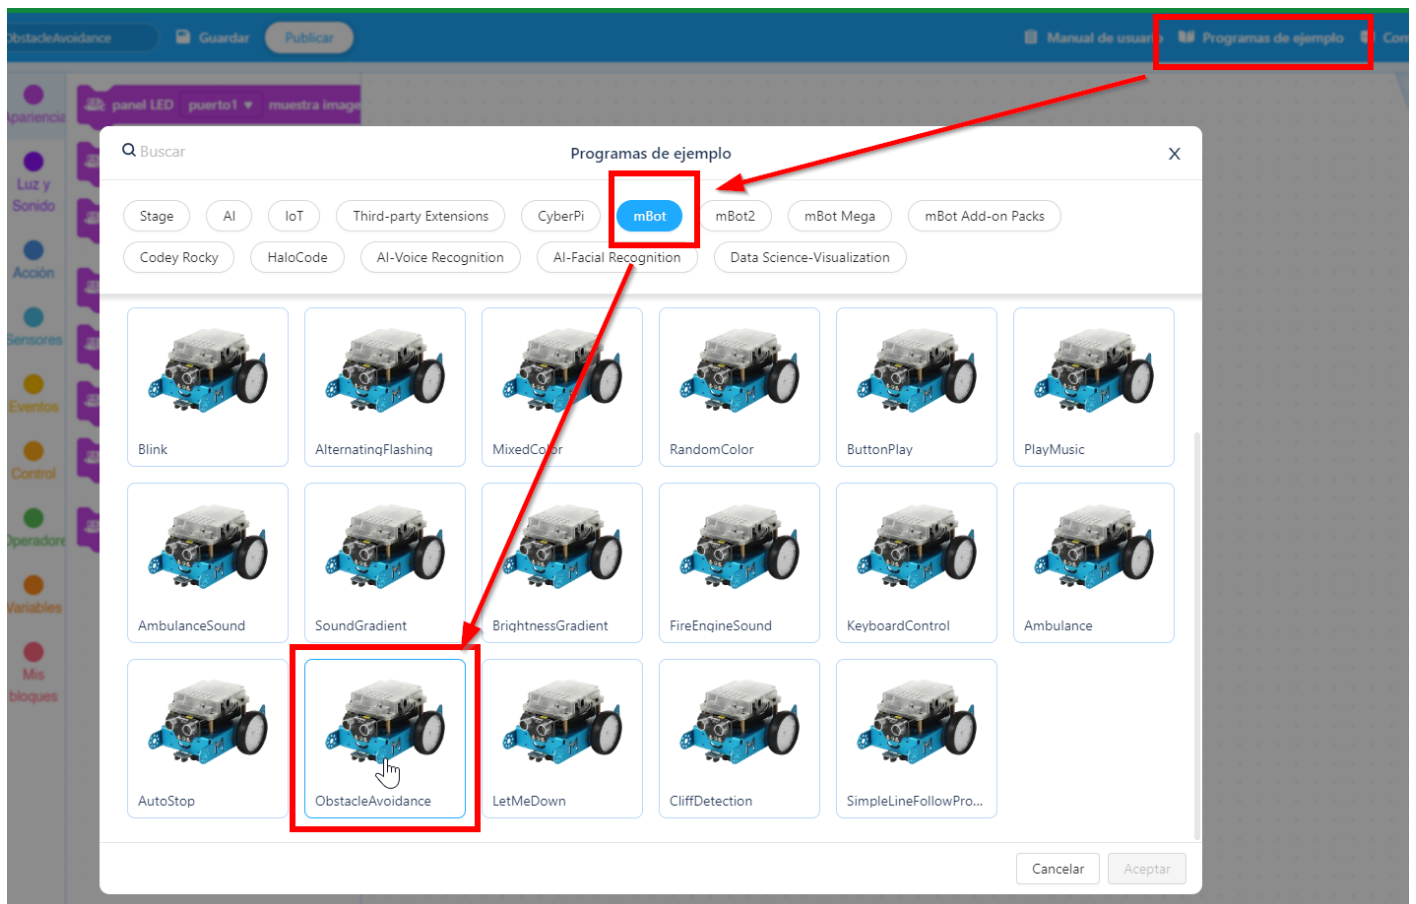 ObstacleAvoidance Guardar Publicar Manual de usuario Programas de ejemplo
panel LED puerto1 ▼ muestra image
Apariencia
Luz y
Sonido
Acción
Sensores
Eventos
Control
Operadore
Variables
Mis
bloques
Buscar Programas de ejemplo X
Stage AI IoT Third-party Extensions CyberPi mBot mBot2 mBot Mega mBot Add-on Packs
Codey Rocky HaloCode AI-Voice Recognition AI-Facial Recognition Data Science-Visualization
Blink AlternatingFlashing MixedColor RandomColor ButtonPlay PlayMusic
AmbulanceSound SoundGradient BrightnessGradient FireEngineSound KeyboardControl Ambulance
AutoStop ObstacleAvoidance LetMeDown CliffDetection SimpleLineFollowPro...
Cancelar Aceptar